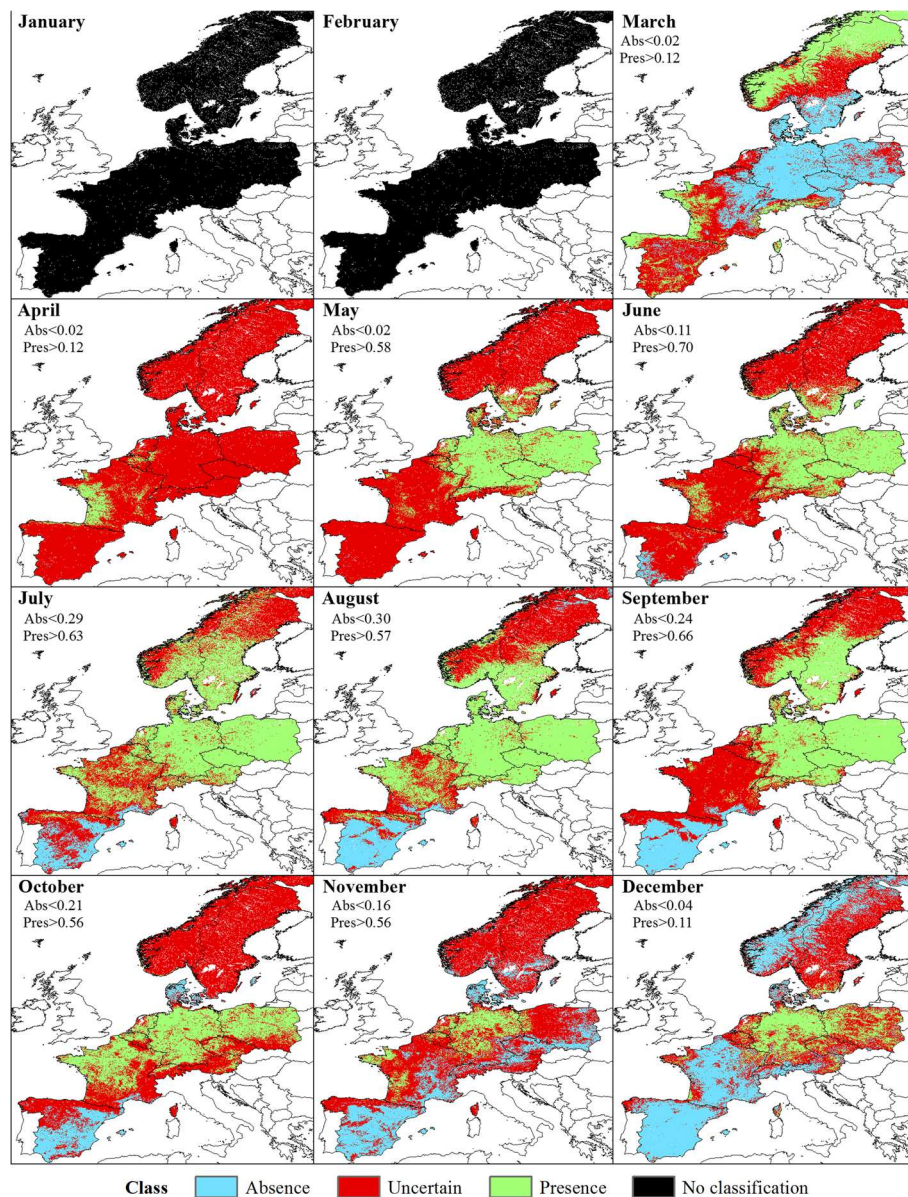 January
February
March
Abs<0.02
Pres>0.12
April
Abs<0.02
Pres>0.12
May
Abs<0.02
Pres>0.58
June
Abs<0.11
Pres>0.70
July
Abs<0.29
Pres>0.63
August
Abs<0.30
Pres>0.57
September
Abs<0.24
Pres>0.66
October
Abs<0.21
Pres>0.56
November
Abs<0.16
Pres>0.56
December
Abs<0.04
Pres>0.11
Class Absence Uncertain Presence No classification